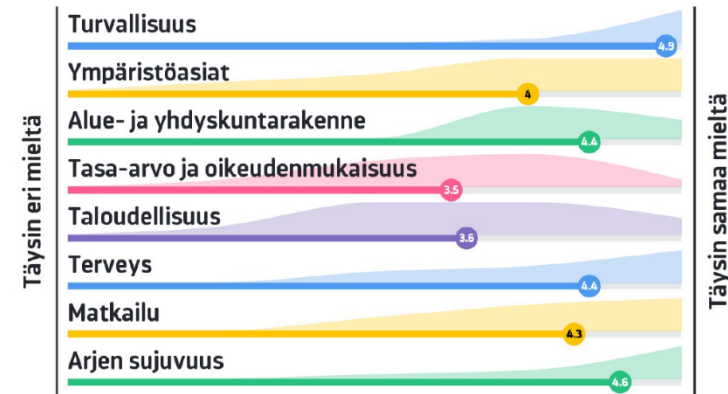 Turvallisuus
4.9
Ympäristöasiat
4
Alue- ja yhdyskuntarakenne
4.4
Tasa-arvo ja oikeudenmukaisuus
3.5
Taloudellisuus
3.6
Terveys
4.4
Matkailu
4.3
Arjen sujuvuus
4.6
Täysin eri mieltä
Täysin samaa mieltä